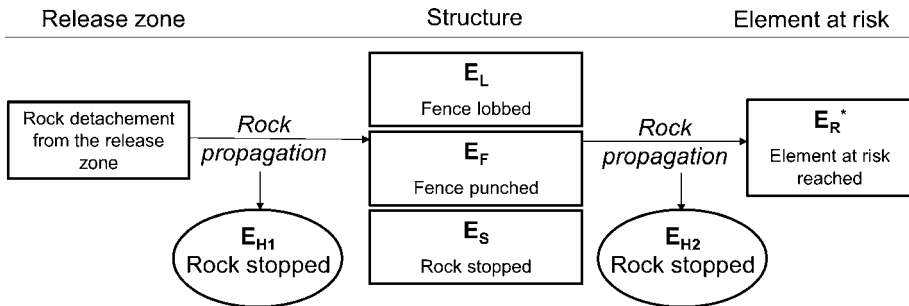 Release zone
Structure
Element at risk
Rock detachement
from the release
zone
Rock
propagation
E_H1
Rock stopped
E_L
Fence lobbed
E_F
Fence punched
E_S
Rock stopped
Rock
propagation
E_H2
Rock stopped
E_R*
Element at risk
reached